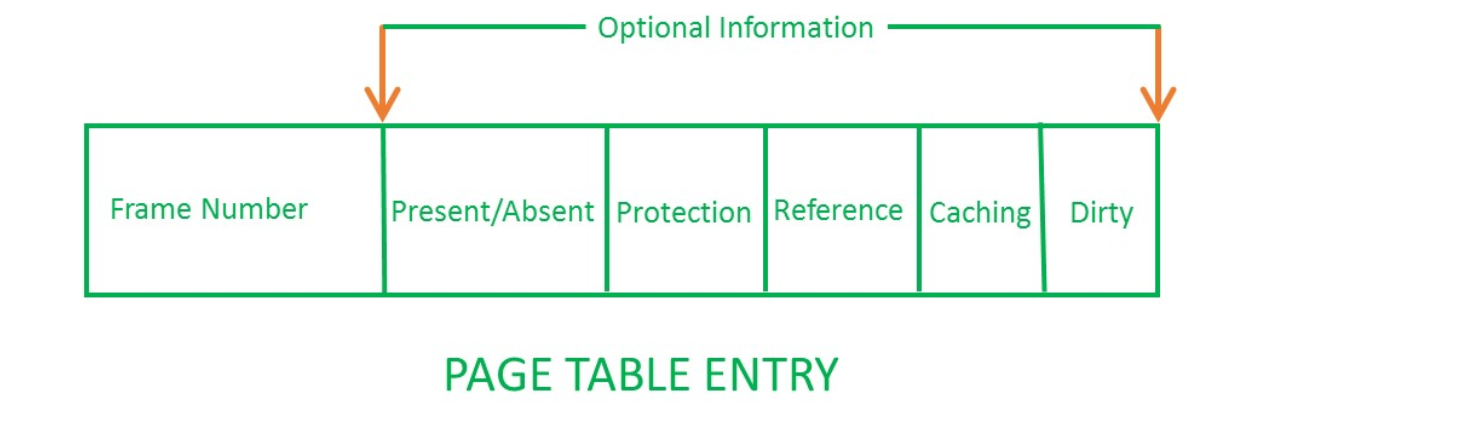 Optional Information
Frame Number Present/Absent Protection Reference Caching Dirty
PAGE TABLE ENTRY